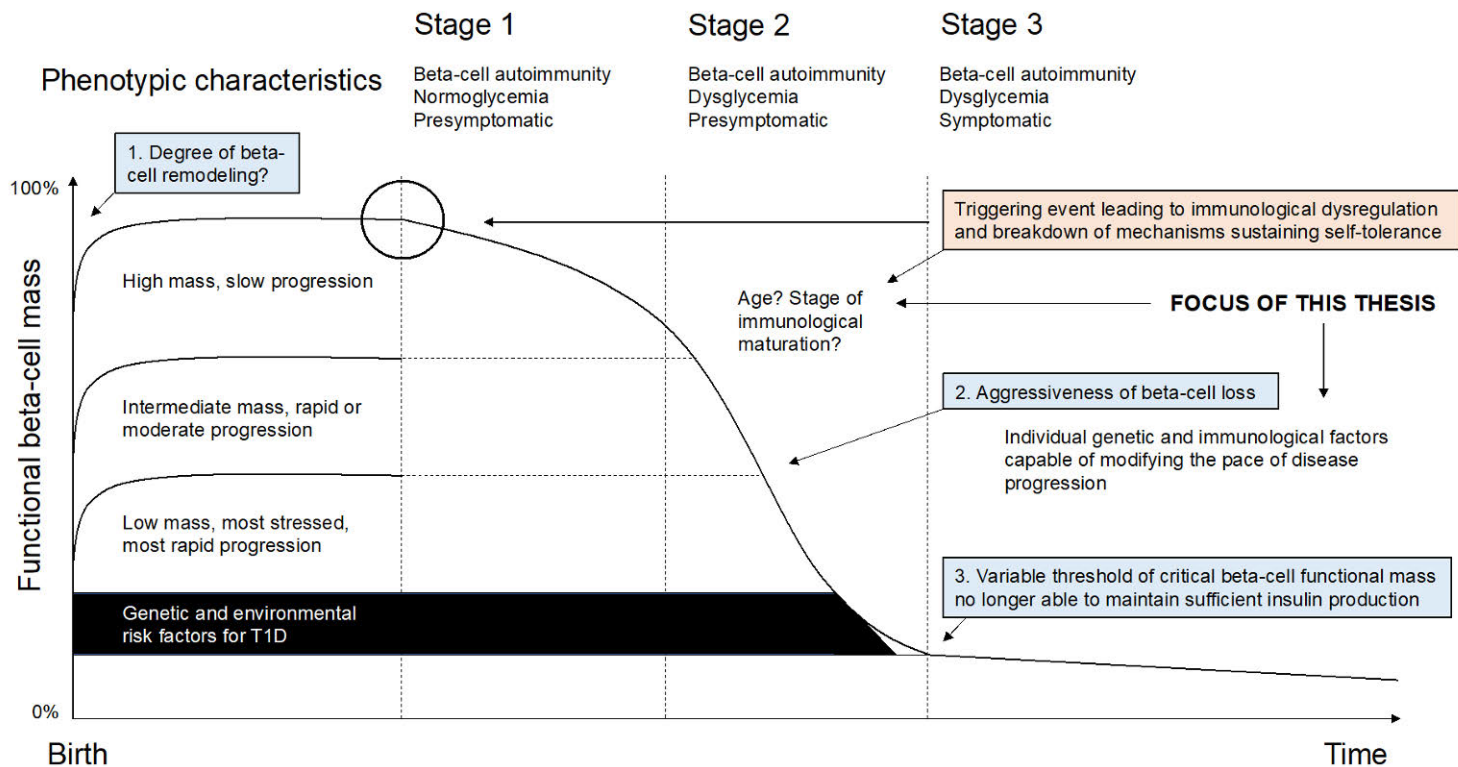 Stage 1
Stage 2
Stage 3
Phenotypic characteristics
Beta-cell autoimmunity
Normoglycemia
Presymptomatic
Beta-cell autoimmunity
Dysglycemia
Presymptomatic
Beta-cell autoimmunity
Dysglycemia
Symptomatic
1. Degree of beta-
cell remodeling?
100%
Triggering event leading to immunological dysregulation
and breakdown of mechanisms sustaining self-tolerance
High mass, slow progression
Age? Stage of
immunological
maturation?
FOCUS OF THIS THESIS
Functional beta-cell mass
2. Aggressiveness of beta-cell loss
Intermediate mass, rapid or
moderate progression
Individual genetic and immunological factors
capable of modifying the pace of disease
progression
Low mass, most stressed,
most rapid progression
3. Variable threshold of critical beta-cell functional mass
no longer able to maintain sufficient insulin production
Genetic and environmental
risk factors for T1D
0%
Birth
Time